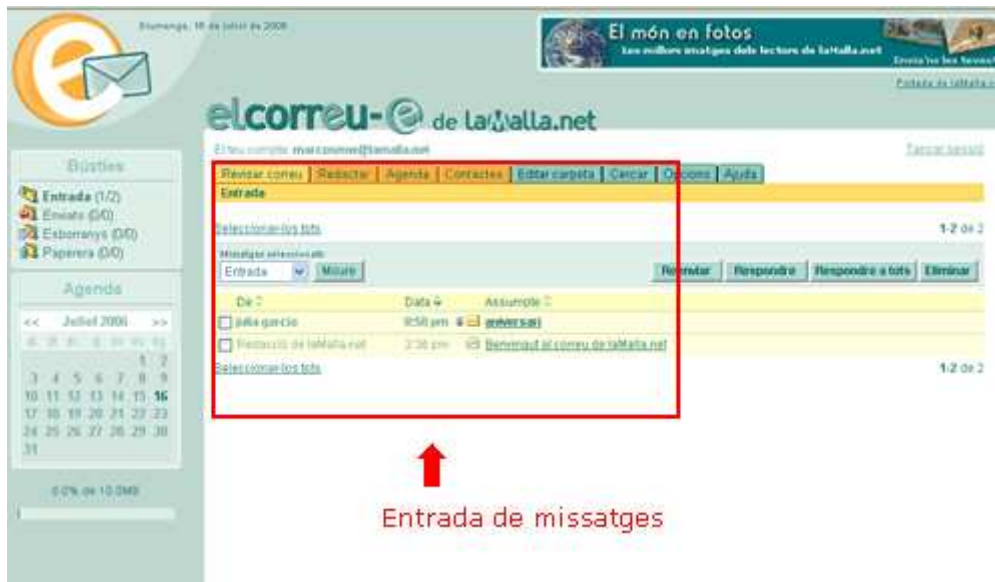 Diumenge, 16 de juliol de 2006
El món en fotos
Les millors imatges dels lectors de laMalla.net
Envia'ns les teves!
Portada de laMalla
elcorreu-e de laMalla.net
El teu compte:
Tancar sessió
Bústies
Entrada (1/2)
Enviats (0/0)
Esborranys (0/0)
Paperera (0/0)
Agenda
<< Juliol 2006 >>
1 2
3 4 5 6 7 8 9
10 11 12 13 14 15 16
17 18 19 20 21 22 23
24 25 26 27 28 29 30
31
0.0% de 10.0MB
Revisar correu Redactar Agenda Contactes Editar carpeta Cercar Opcions Ajuda
Entrada
Seleccionar-los tots
1-2 de 2
Missatges seleccionats
Entrada Moure Reenviar Respondre Respondre a tots Eliminar
De Data Assumpte
julia garcio 8:58 pm aniversari
Redacció de laMalla.net 3:36 pm Benvingut al correu de laMalla.net
Seleccionar-los tots
1-2 de 2
Entrada de missatges